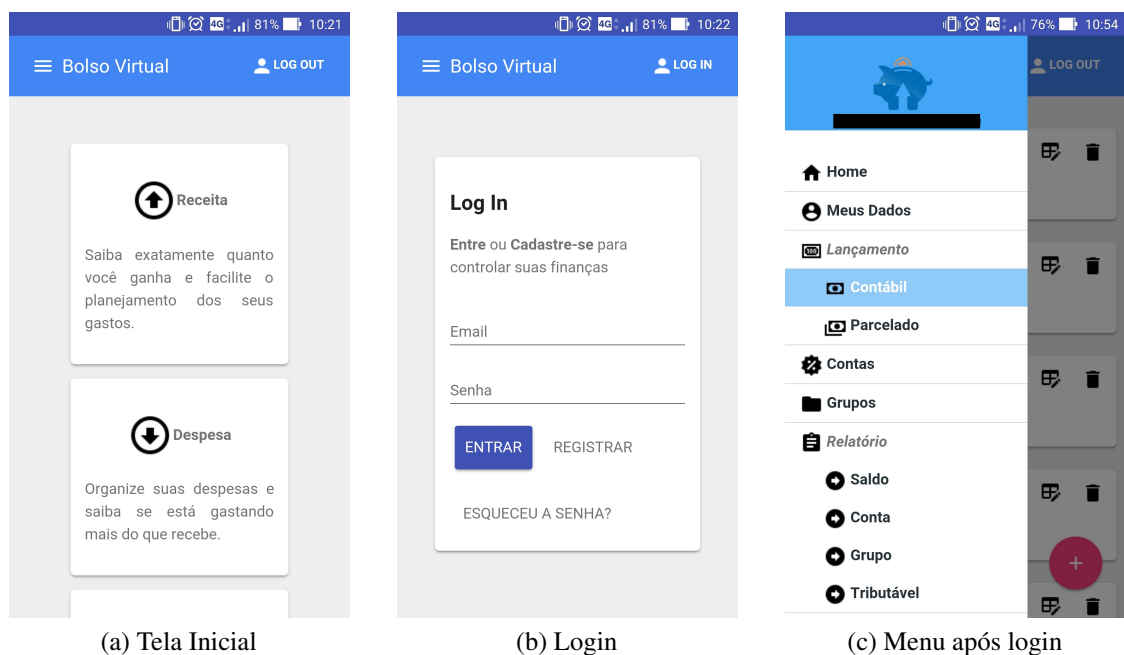 4G 81% 10:21
Bolso Virtual LOG OUT
Receita
Saiba exatamente quanto
você ganha e facilite o
planejamento dos seus
gastos.
Despesa
Organize suas despesas e
saiba se está gastando
mais do que recebe.
(a) Tela Inicial
4G 81% 10:22
Bolso Virtual LOG IN
Log In
Entre ou Cadastre-se para
controlar suas finanças
Email
Senha
ENTRAR REGISTRAR
ESQUECEU A SENHA?
(b) Login
4G 76% 10:54
LOG OUT
Home
Meus Dados
Lançamento
Contábil
Parcelado
Contas
Grupos
Relatório
Saldo
Conta
Grupo
Tributável
+
(c) Menu após login